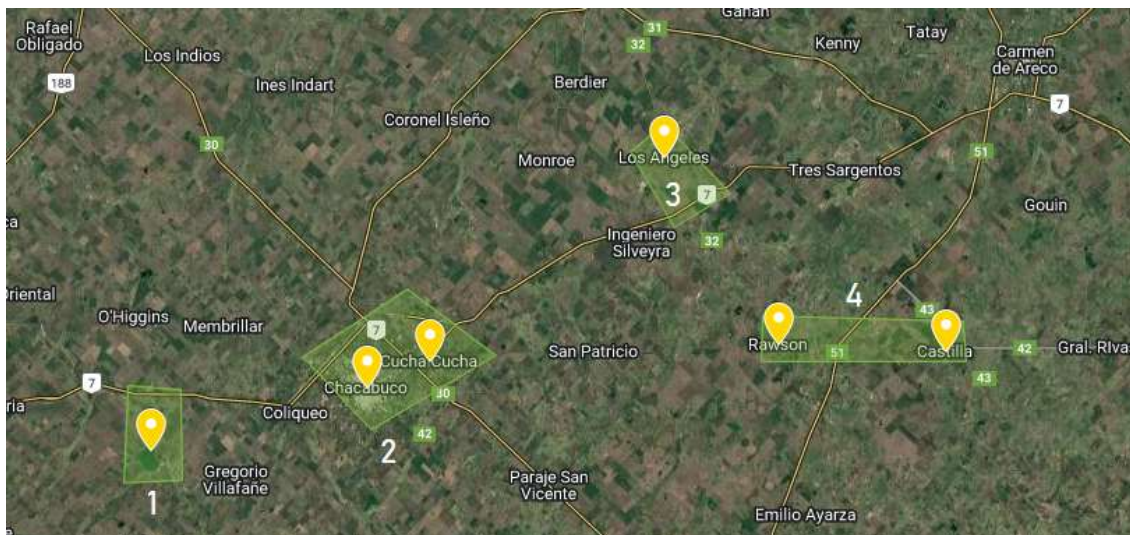 Gahan
31
Rafael
Obligado
Tatay
32
Kenny
Los Indios
Carmen
de Areco
188
Ines Indart
Berdier
7
Coronel Isleño
30
51
Monroe
Los Angeles
Tres Sargentos
3
7
Gouin
Ingeniero
Silveyra
32
Oriental
4
O'Higgins
43
Membrillar
7
Rawson
51
Castilla
42
Gral. RIvas
Cucha Cucha
San Patricio
Chacabuco
7
30
43
Coliqueo
42
2
Gregorio
Villafañe
Paraje San
Vicente
1
Emilio Ayarza